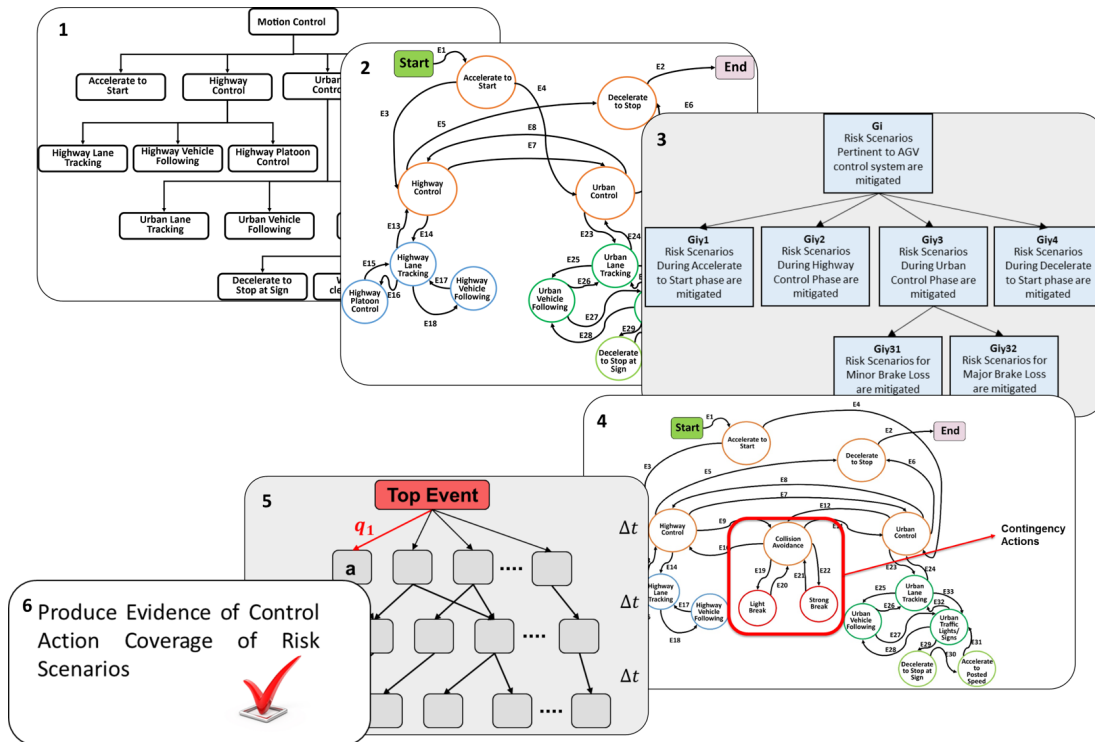 1
Motion Control
Accelerate to
Start
Highway
Control
Urban
Contro
Highway Lane
Tracking
Highway Vehicle
Following
Highway Platoon
Control
Urban Lane
Tracking
Urban Vehicle
Following
Decelerate to
Stop at Sign
2
Start
E1
Accelerate to
Start
E2
End
E3
E4
Decelerate
to Stop
E5
E6
E8
E7
Highway
Control
Urban
Control
E13
E14
E23
E24
Highway
Lane
Tracking
E15
E16
E17
E18
Highway
Platoon
Control
Highway
Vehicle
Following
Urban
Lane
Tracking
E25
E26
Urban
Vehicle
Following
E27
E28
E29
Decelerate
to Stop at
Sign
3
Gi
Risk Scenarios
Pertinent to AGV
control system are
mitigated
Giy1
Risk Scenarios
During Accelerate
to Start phase are
mitigated
Giy2
Risk Scenarios
During Highway
Control Phase are
mitigated
Giy3
Risk Scenarios
During Urban
Control Phase are
mitigated
Giy4
Risk Scenarios
During Decelerate
to Start phase are
mitigated
Giy31
Risk Scenarios for
Minor Brake Loss
are mitigated
Giy32
Risk Scenarios for
Major Brake Loss
are mitigated
4
Start
E1
Accelerate to
Start
E4
E2
End
E3
Decelerate
to Stop
E5
E6
E8
E7
Highway
Control
E9
E10
E12
Collision
Avoidance
Urban
Control
E14
E19
E20
E21
E22
Light
Break
Strong
Break
Highway
Lane
Tracking
E17
E18
Highway
Vehicle
Following
E23
E24
Urban
Lane
Tracking
E25
E26
E32
E33
Urban
Vehicle
Following
E27
E28
Urban
Traffic
Lights/
Signs
E29
E30
E31
Decelerate
to Stop at
Sign
Accelerate
to
Posted
Speed
Contingency
Actions
5
Top Event
q₁
a
....
....
....
Δt
Δt
Δt
6 Produce Evidence of Control
Action Coverage of Risk
Scenarios